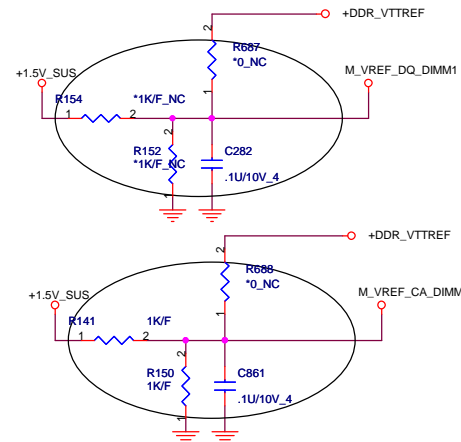 +DDR_VTTREF
2
R687
*0_NC
+1.5V_SUS
M_VREF_DQ_DIMM1
R154
*1K/F_NC
1
1
2
2
R152
*1K/F_NC
C282
1
.1U/10V_4
+DDR_VTTREF
2
R688
*0_NC
+1.5V_SUS
M_VREF_CA_DIMM
R141
1K/F
1
1
2
2
R150
1K/F
C861
1
.1U/10V_4